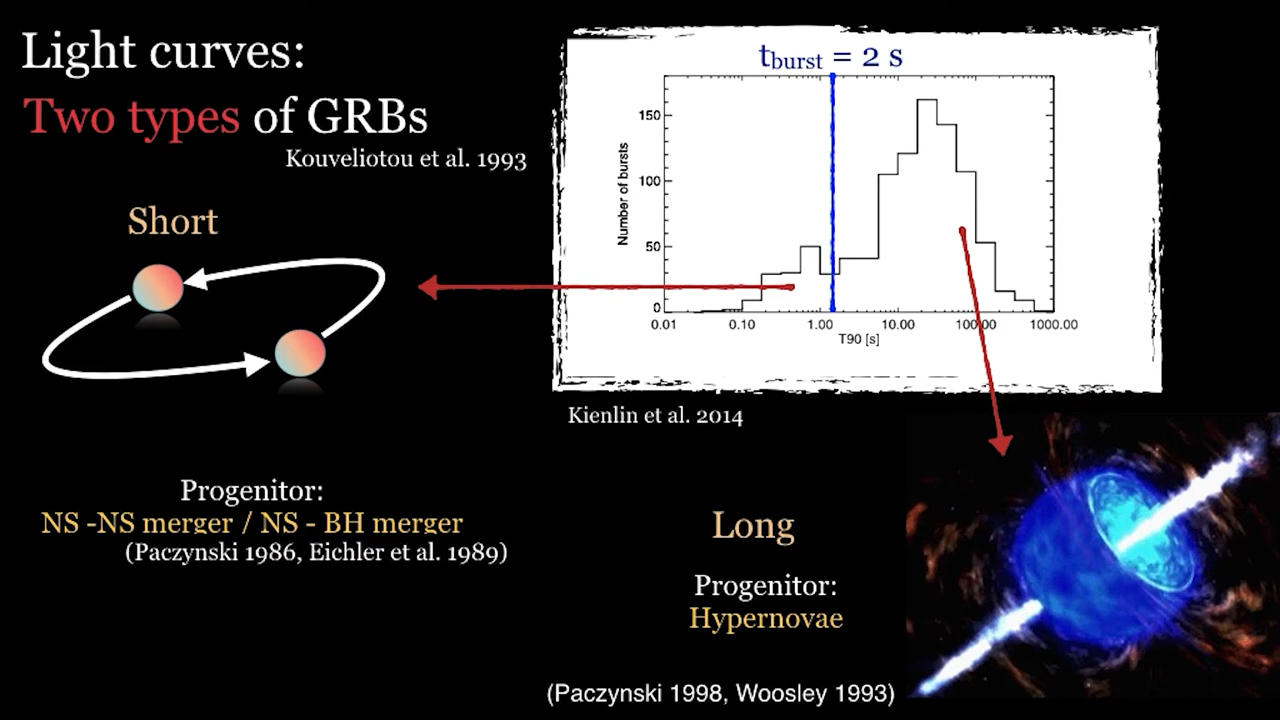 Light curves:
Two types of GRBs
Kouveliotou et al. 1993
Short
Progenitor:
NS -NS merger / NS - BH merger
(Paczynski 1986, Eichler et al. 1989)
tburst = 2 s
Number of bursts
150
100
50
0
0.01 0.10 1.00 10.00 100.00 1000.00
T90 [s]
Kienlin et al. 2014
Long
Progenitor:
Hypernovae
(Paczynski 1998, Woosley 1993)